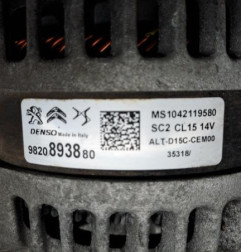 MS1042119580
SC2 CL15 14V
DENSO Made in Italy
ALT-D15C-CEM00
9820893880
35318/